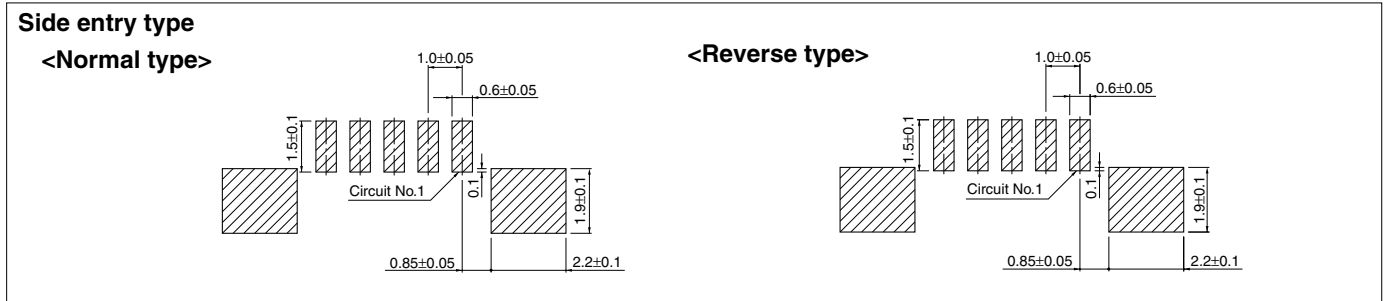 Side entry type
<Normal type>
1.0±0.05
0.6±0.05
1.5±0.1
Circuit No.1
0.1
1.9±0.1
0.85±0.05
2.2±0.1
<Reverse type>
1.0±0.05
0.6±0.05
1.5±0.1
Circuit No.1
0.1
1.9±0.1
0.85±0.05
2.2±0.1